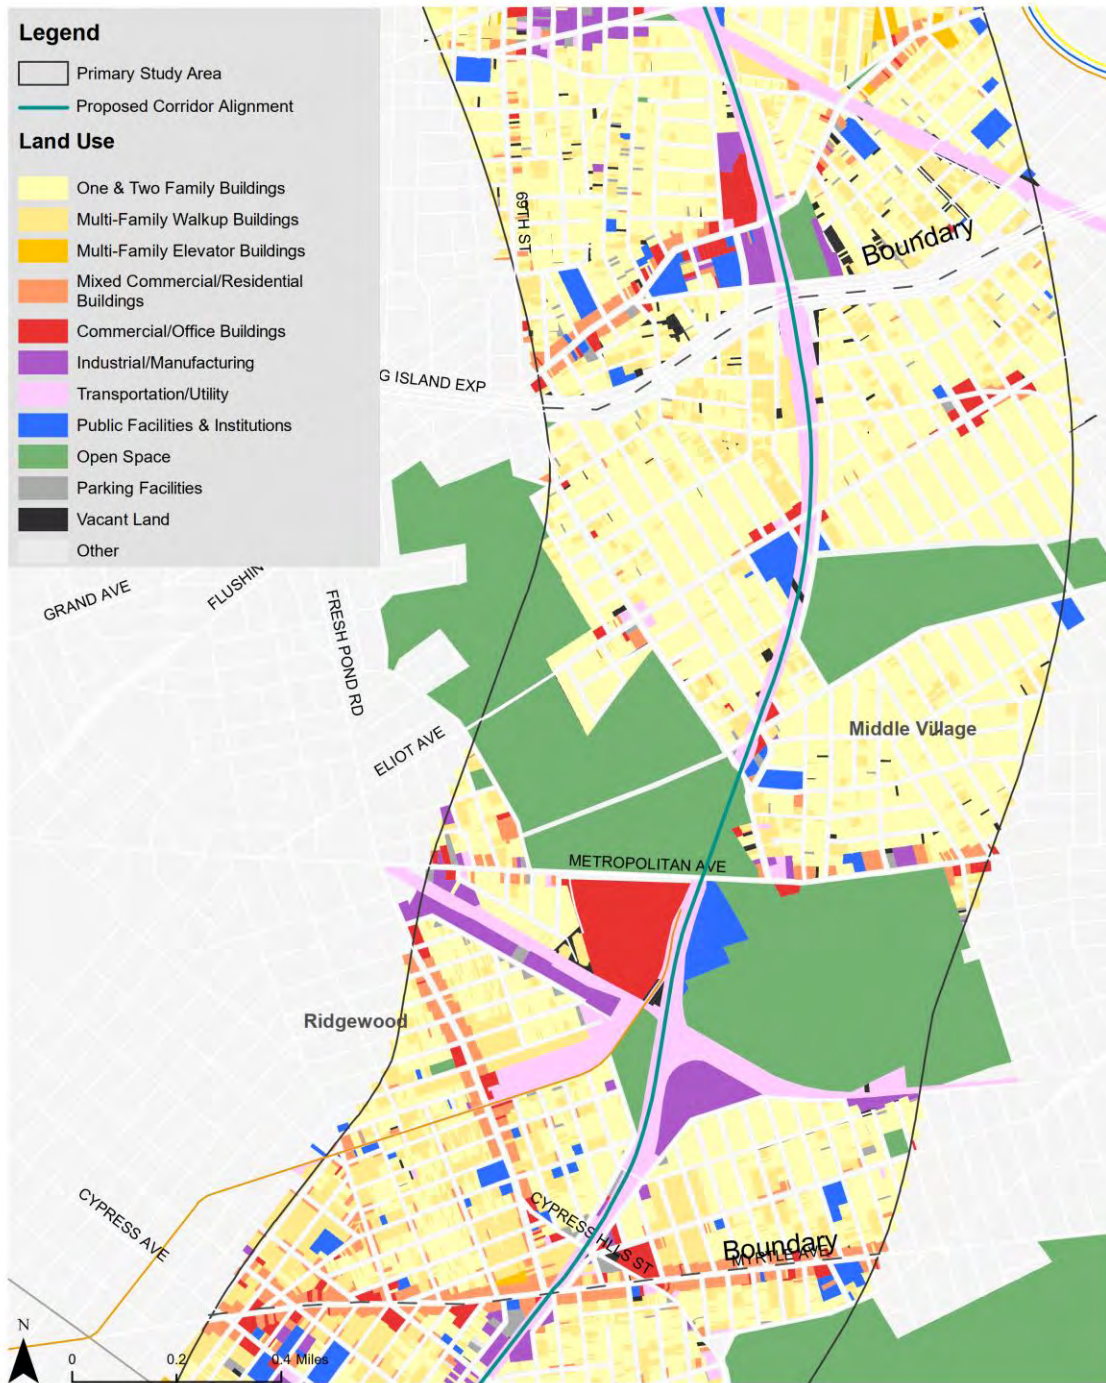 Legend
Primary Study Area
Proposed Corridor Alignment
Land Use
One & Two Family Buildings
Multi-Family Walkup Buildings
Multi-Family Elevator Buildings
Mixed Commercial/Residential
Buildings
Commercial/Office Buildings
Industrial/Manufacturing
Transportation/Utility
Public Facilities & Institutions
Open Space
Parking Facilities
Vacant Land
Other
69TH ST
Boundary
G ISLAND EXP
GRAND AVE
FLUSHIN
FRESH POND RD
ELIOT AVE
Middle Village
METROPOLITAN AVE
Ridgewood
CYPRESS AVE
CYPRESS HLLS ST
Boundary
MYRTLE AVE
N
0 0.2 0.4 Miles